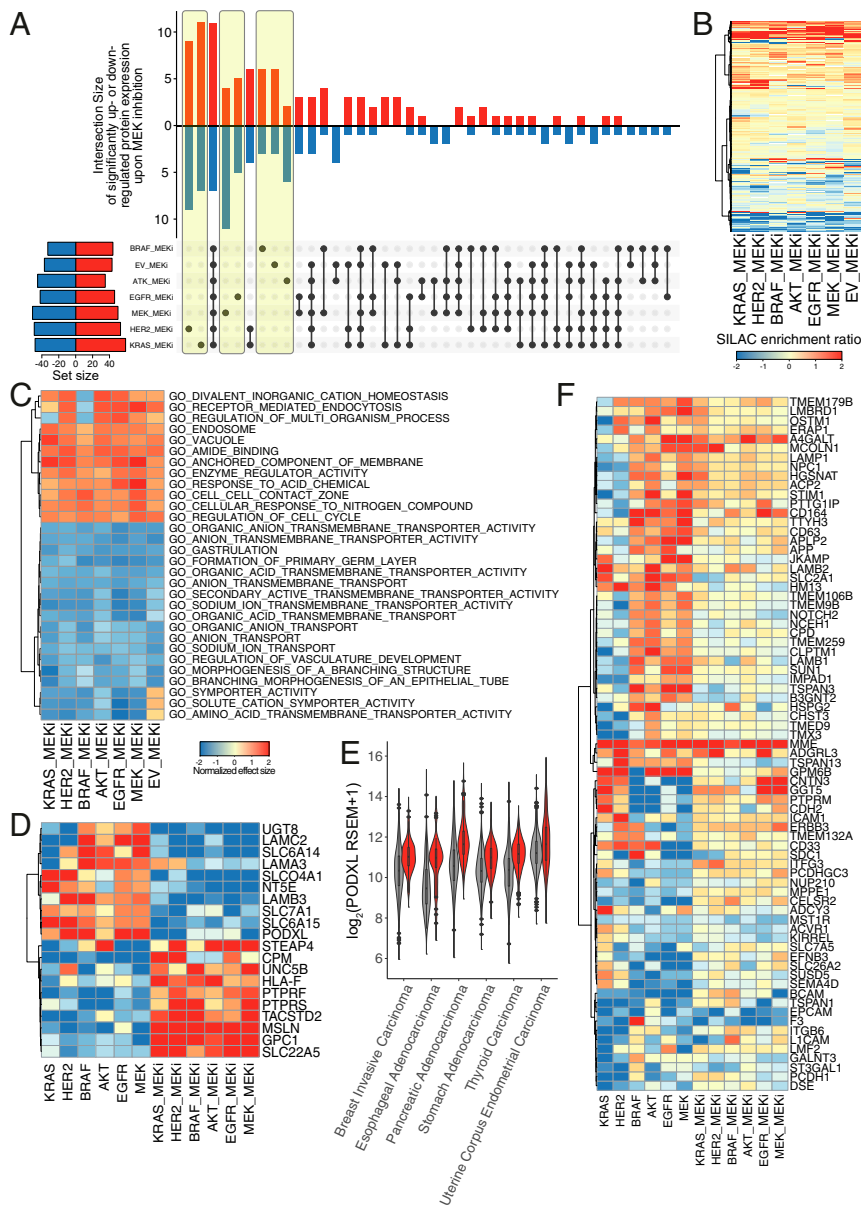 A
Intersection Size
of significantly up- or down-
regulated protein expression
upon MEK inhibition
10
5
0
5
10
BRAF_MEKi
EV_MEKi
ATK_MEKi
EGFR_MEKi
MEK_MEKi
HER2_MEKi
KRAS_MEKi
-40 -20 0 20 40
Set size
B
KRAS_MEKi
HER2_MEKi
BRAF_MEKi
AKT_MEKi
EGFR_MEKi
MEK_MEKi
EV_MEKi
SILAC enrichment ratio
-2 -1 0 1 2
C
GO_DIVALENT_INORGANIC_CATION_HOMEOSTASIS
GO_RECEPTOR_MEDIATED_ENDOCYTOSIS
GO_REGULATION_OF_MULTI_ORGANISM_PROCESS
GO_ENDOSOME
GO_VACUOLE
GO_AMIDE_BINDING
GO_ANCHORED_COMPONENT_OF_MEMBRANE
GO_ENZYME_REGULATOR_ACTIVITY
GO_RESPONSE_TO_ACID_CHEMICAL
GO_CELL_CELL_CONTACT_ZONE
GO_CELLULAR_RESPONSE_TO_NITROGEN_COMPOUND
GO_REGULATION_OF_CELL_CYCLE
GO_ORGANIC_ANION_TRANSMEMBRANE_TRANSPORTER_ACTIVITY
GO_ANION_TRANSMEMBRANE_TRANSPORTER_ACTIVITY
GO_GASTRULATION
GO_FORMATION_OF_PRIMARY_GERM_LAYER
GO_ORGANIC_ACID_TRANSMEMBRANE_TRANSPORTER_ACTIVITY
GO_ANION_TRANSMEMBRANE_TRANSPORT
GO_SECONDARY_ACTIVE_TRANSMEMBRANE_TRANSPORTER_ACTIVITY
GO_SODIUM_ION_TRANSMEMBRANE_TRANSPORTER_ACTIVITY
GO_ORGANIC_ACID_TRANSMEMBRANE_TRANSPORT
GO_ORGANIC_ANION_TRANSPORT
GO_ANION_TRANSPORT
GO_SODIUM_ION_TRANSPORT
GO_REGULATION_OF_VASCULATURE_DEVELOPMENT
GO_MORPHOGENESIS_OF_A_BRANCHING_STRUCTURE
GO_BRANCHING_MORPHOGENESIS_OF_AN_EPITHELIAL_TUBE
GO_SYMPORTER_ACTIVITY
GO_SOLUTE_CATION_SYMPORTER_ACTIVITY
GO_AMINO_ACID_TRANSMEMBRANE_TRANSPORTER_ACTIVITY
KRAS_MEKi
HER2_MEKi
BRAF_MEKi
AKT_MEKi
EGFR_MEKi
MEK_MEKi
EV_MEKi
-2 -1 0 1 2
Normalized effect size
D
UGT8
LAMC2
SLC6A14
LAMA3
SLCO4A1
NT5E
LAMB3
SLC7A1
SLC6A15
PODXL
STEAP4
CPM
UNC5B
HLA-F
PTPRF
PTPRS
TACSTD2
MSLN
GPC1
SLC22A5
KRAS
HER2
BRAF
AKT
EGFR
MEK
KRAS_MEKi
HER2_MEKi
BRAF_MEKi
AKT_MEKi
EGFR_MEKi
MEK_MEKi
E
log2(PODXL RSEM+1)
16
14
12
10
8
6
Breast Invasive Carcinoma
Esophageal Adenocarcinoma
Pancreatic Adenocarcinoma
Stomach Adenocarcinoma
Thyroid Carcinoma
Uterine Corpus Endometrial Carcinoma
F
TMEM179B
LMBRD1
OSTM1
ERAP1
A4GALT
MCOLN1
LAMP1
NPC1
HGSNAT
ACP2
STIM1
PTTG1IP
CD164
TTYH3
CD63
APLP2
APP
JKAMP
LAMB2
SLC2A1
HM13
TMEM106B
TMEM9B
NOTCH2
NCEH1
CPD
TMEM259
CLPTM1
LAMB1
SUN1
IMPAD1
TSPAN3
B3GNT2
HSPG2
CHST3
TMED9
TMX3
MME
ADGRL3
TSPAN13
GPM6B
CNTN3
GGT5
PTPRM
CDH2
ICAM1
ERBB3
TMEM132A
CD33
SDC1
ITFG3
PCDHGC3
NUP210
MPPE1
CELSR2
ADCY3
MST1R
ACVR1
KIRREL
SLC7A5
EFNB3
SLC26A2
SUSD5
SEMA4D
BCAM
TSPAN1
EPCAM
F3
ITGB6
L1CAM
LMF2
GALNT3
ST3GAL1
PCDH1
DSE
KRAS
HER2
BRAF
AKT
EGFR
MEK
KRAS_MEKi
HER2_MEKi
BRAF_MEKi
AKT_MEKi
EGFR_MEKi
MEK_MEKi